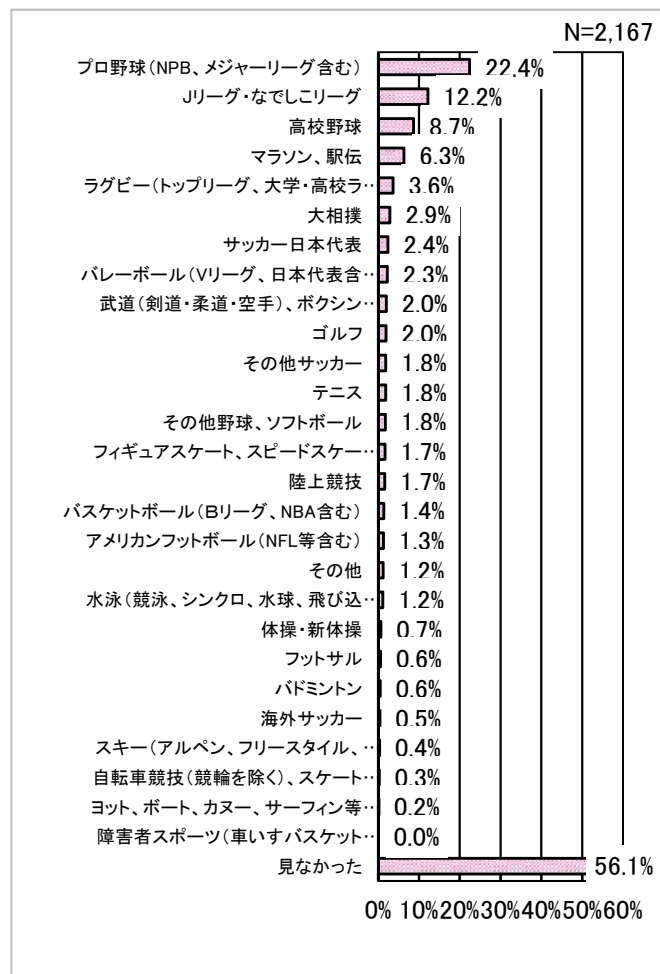 N=2,167
プロ野球(NPB、メジャーリーグ含む) 22.4%
Jリーグ・なでしこリーグ 12.2%
高校野球 8.7%
マラソン、駅伝 6.3%
ラグビー(トップリーグ、大学・高校ラ‥ 3.6%
大相撲 2.9%
サッカー日本代表 2.4%
バレーボール(Vリーグ、日本代表含‥ 2.3%
武道(剣道・柔道・空手)、ボクシン‥ 2.0%
ゴルフ 2.0%
その他サッカー 1.8%
テニス 1.8%
その他野球、ソフトボール 1.8%
フィギュアスケート、スピードスケー‥ 1.7%
陸上競技 1.7%
バスケットボール(Bリーグ、NBA含む) 1.4%
アメリカンフットボール(NFL等含む) 1.3%
その他 1.2%
水泳(競泳、シンクロ、水球、飛び込‥ 1.2%
体操・新体操 0.7%
フットサル 0.6%
バドミントン 0.6%
海外サッカー 0.5%
スキー(アルペン、フリースタイル、‥ 0.4%
自転車競技(競輪を除く)、スケート‥ 0.3%
ヨット、ボート、カヌー、サーフィン等‥ 0.2%
障害者スポーツ(車いすバスケット‥ 0.0%
見なかった 56.1%
0% 10% 20% 30% 40% 50% 60%